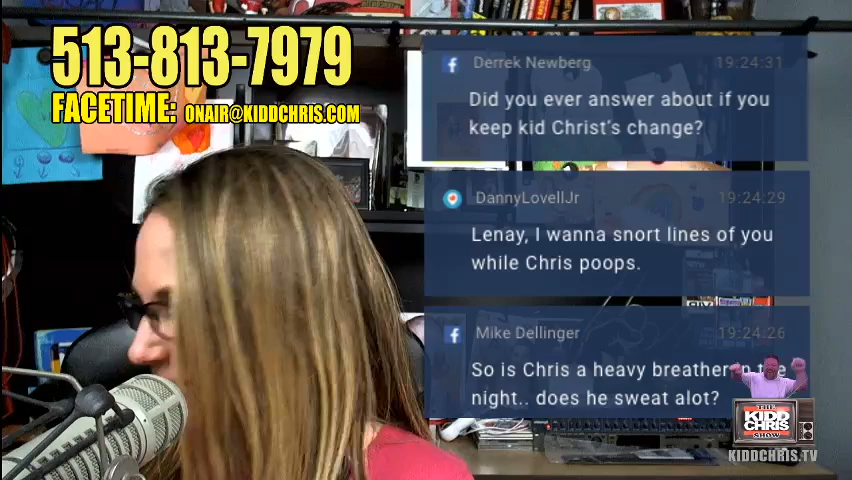 513-813-7979
FACETIME: ONAIR@KIDDCHRIS.COM
Derrek Newberg 19:24:31
Did you ever answer about if you
keep kid Christ's change?
DannyLovellJr 19:24:29
Lenay, I wanna snort lines of you
while Chris poops.
Mike Dellinger 19:24:26
So is Chris a heavy breather
night.. does he sweat alot?
THE
KIDD
CHRIS
SHOW
KIDDCHRIS.TV